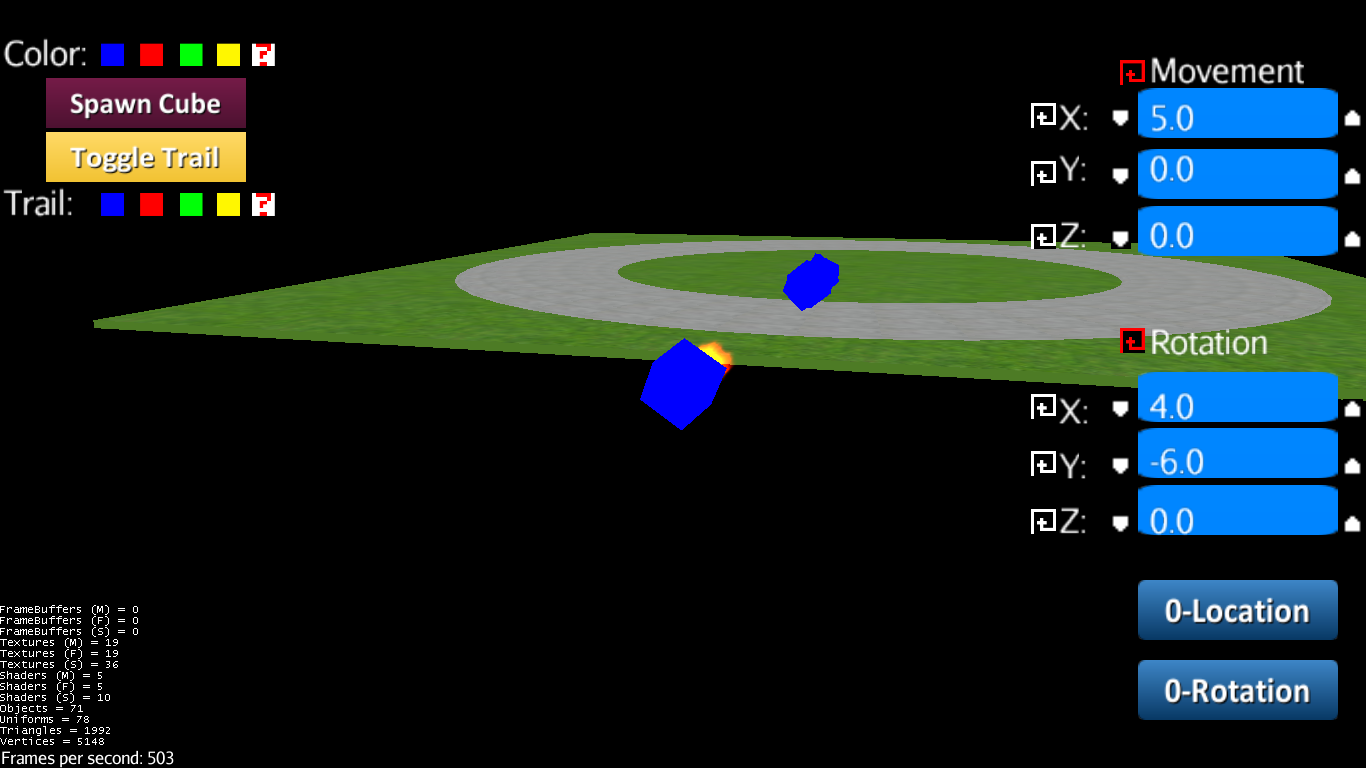 Color: ?
Spawn Cube
Toggle Trail
Trail: ?
Movement
X: 5.0
Y: 0.0
Z: 0.0
Rotation
X: 4.0
Y: -6.0
Z: 0.0
0-Location
0-Rotation
FrameBuffers (M) = 0
FrameBuffers (F) = 0
FrameBuffers (S) = 0
Textures (M) = 19
Textures (F) = 19
Textures (S) = 36
Shaders (M) = 5
Shaders (F) = 5
Shaders (S) = 10
Objects = 71
Uniforms = 78
Triangles = 1992
Vertices = 5148
Frames per second: 503